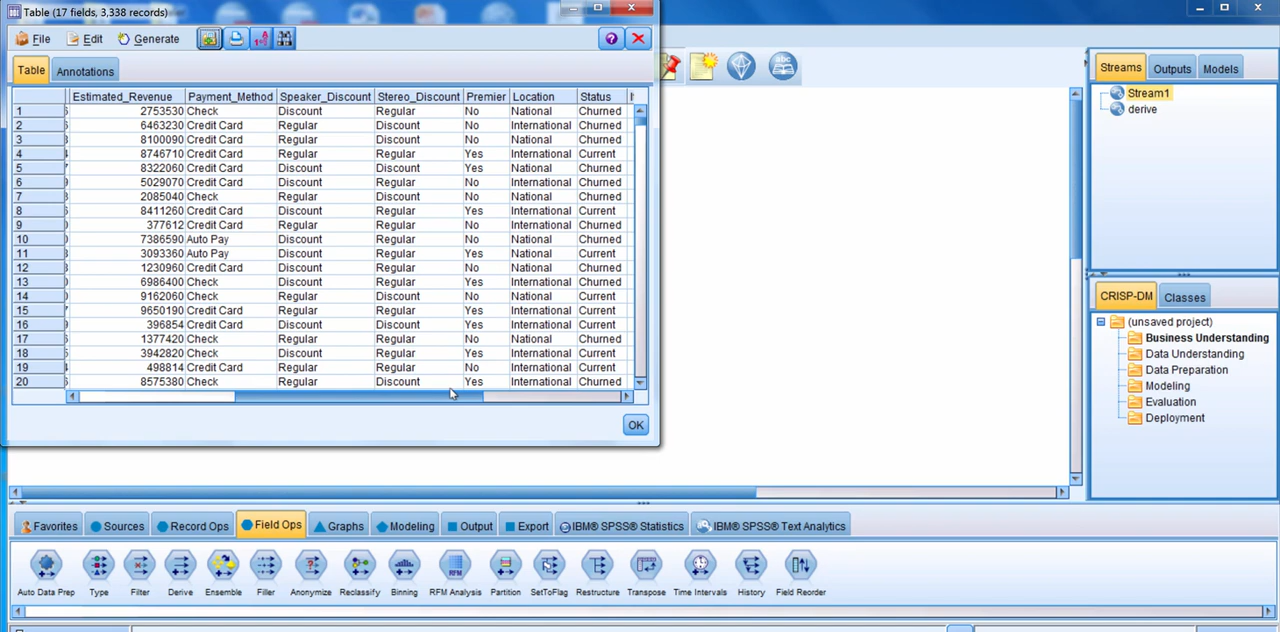 Table (17 fields, 3,338 records)
File Edit Generate
Table Annotations
Estimated_Revenue Payment_Method Speaker_Discount Stereo_Discount Premier Location Status
1 2753530 Check Discount Regular No National Churned
2 6463230 Credit Card Regular Discount No International Churned
3 8100090 Credit Card Regular Discount No National Churned
4 8746710 Credit Card Regular Regular Yes International Current
5 8322060 Credit Card Discount Discount Yes National Churned
6 5029070 Credit Card Discount Regular No International Churned
7 2085040 Check Regular Discount No National Churned
8 8411260 Credit Card Discount Regular Yes International Current
9 377612 Credit Card Regular Regular No International Churned
10 7386590 Auto Pay Discount Regular No National Churned
11 3093360 Auto Pay Discount Regular Yes National Current
12 1230960 Credit Card Discount Regular No International Churned
13 6986400 Check Discount Regular Yes International Churned
14 9162060 Check Regular Discount No National Churned
15 9650190 Credit Card Regular Regular Yes International Current
16 396854 Credit Card Discount Discount Yes International Current
17 1377420 Check Regular Regular No National Churned
18 3942820 Check Discount Regular Yes International Current
19 498814 Credit Card Regular Regular No International Current
20 8575380 Check Regular Discount Yes International Churned
OK
abc
Streams Outputs Models
Stream1
derive
CRISP-DM Classes
(unsaved project)
Business Understanding
Data Understanding
Data Preparation
Modeling
Evaluation
Deployment
Favorites Sources Record Ops Field Ops Graphs Modeling Output Export IBM® SPSS® Statistics IBM® SPSS® Text Analytics
RFM
Auto Data Prep Type Filter Derive Ensemble Filler Anonymize Reclassify Binning RFM Analysis Partition SetToFlag Restructure Transpose Time Intervals History Field Reorder